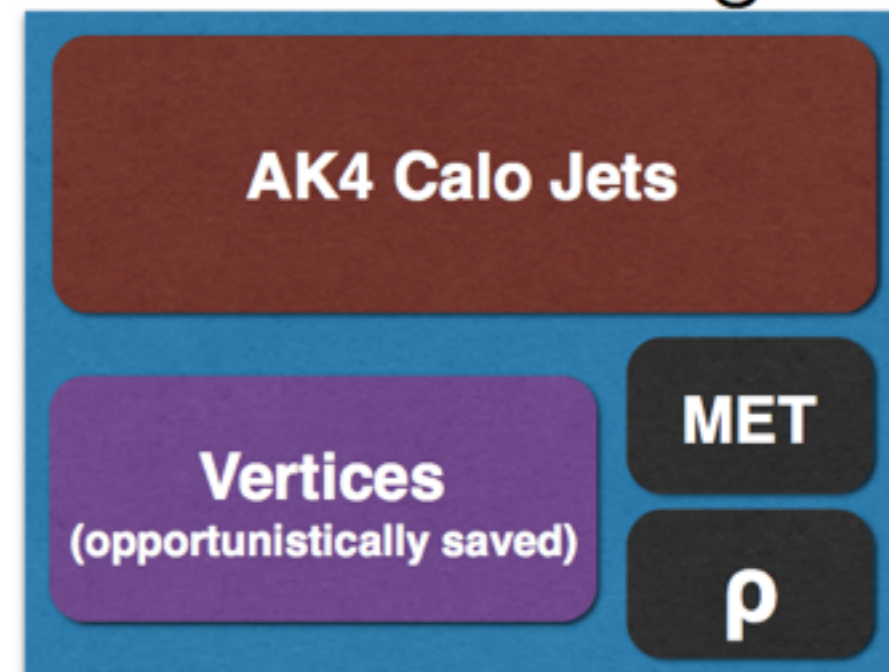 AK4 Calo Jets
MET
Vertices
(opportunistically saved)
ρ